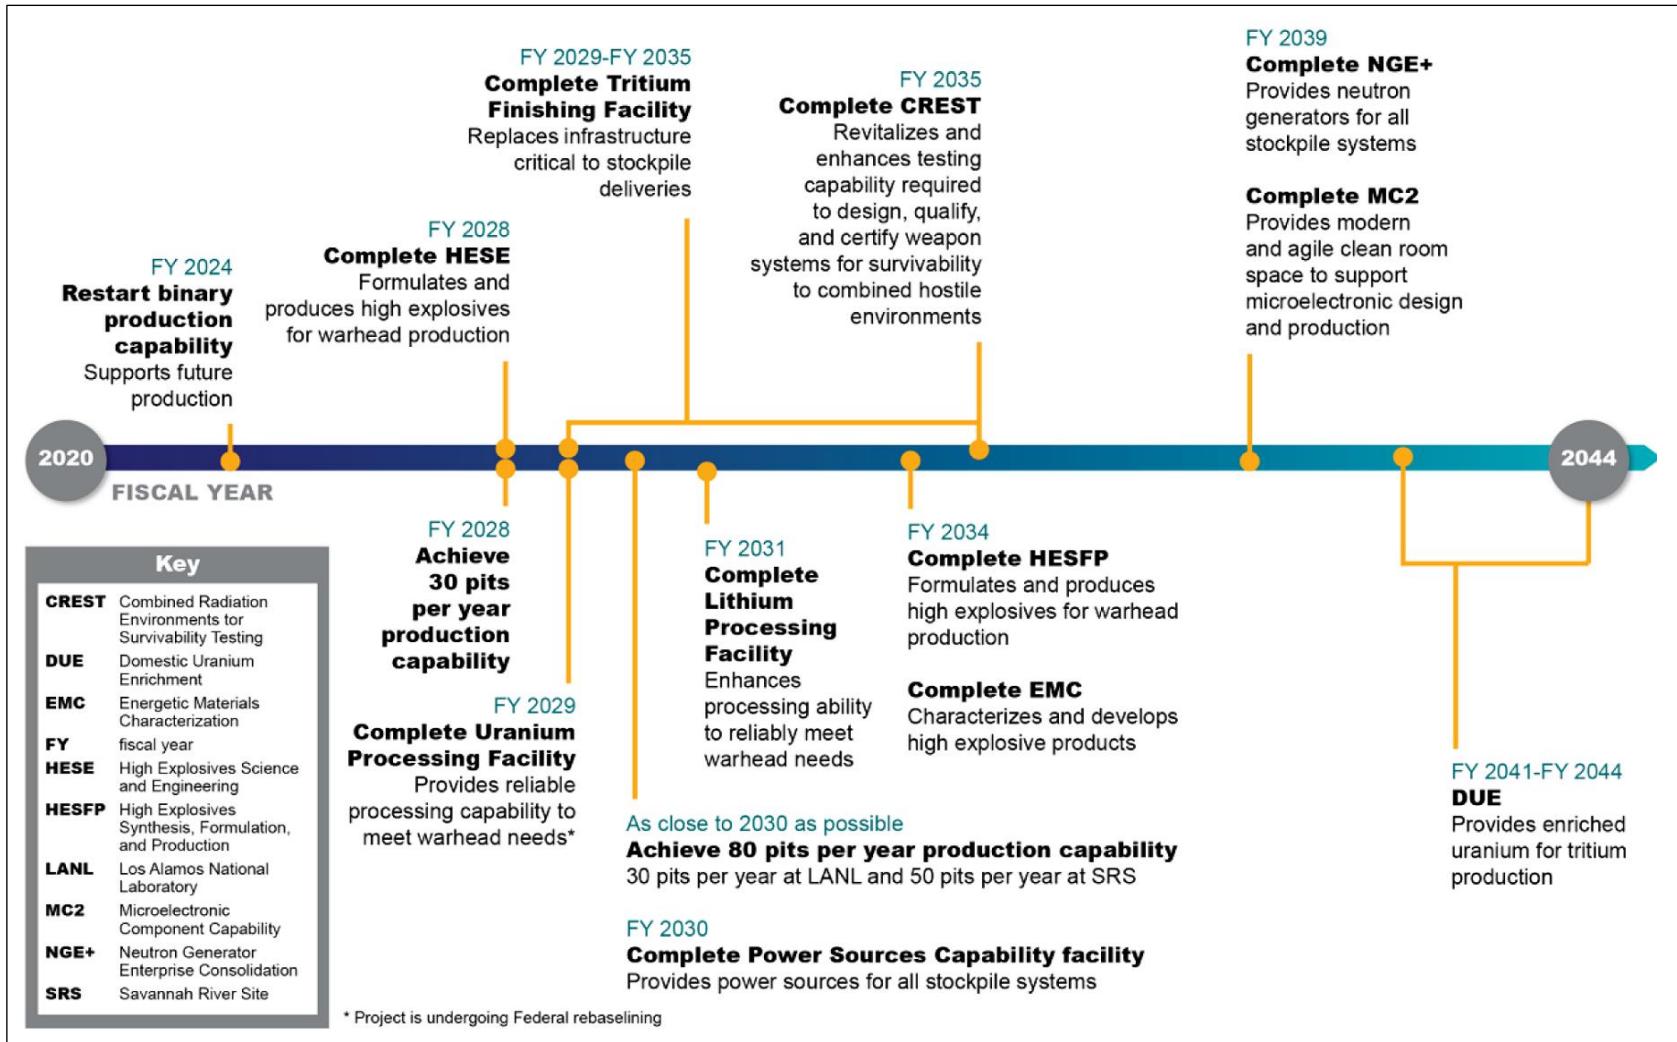 FY 2024
Restart binary
production
capability
Supports future
production
FY 2028
Complete HESE
Formulates and
produces high explosives
for warhead production
FY 2029-FY 2035
Complete Tritium
Finishing Facility
Replaces infrastructure
critical to stockpile
deliveries
FY 2035
Complete CREST
Revitalizes and
enhances testing
capability required
to design, qualify,
and certify weapon
systems for survivability
to combined hostile
environments
FY 2039
Complete NGE+
Provides neutron
generators for all
stockpile systems
Complete MC2
Provides modern
and agile clean room
space to support
microelectronic design
and production
2020
2044
FISCAL YEAR
FY 2028
Achieve
30 pits
per year
production
capability
FY 2029
Complete Uranium
Processing Facility
Provides reliable
processing capability to
meet warhead needs*
As close to 2030 as possible
Achieve 80 pits per year production capability
30 pits per year at LANL and 50 pits per year at SRS
FY 2030
Complete Power Sources Capability facility
Provides power sources for all stockpile systems
FY 2031
Complete
Lithium
Processing
Facility
Enhances
processing ability
to reliably meet
warhead needs
FY 2034
Complete HESFP
Formulates and produces
high explosives for warhead
production
Complete EMC
Characterizes and develops
high explosive products
FY 2041-FY 2044
DUE
Provides enriched
uranium for tritium
production
Key
CREST Combined Radiation
Environments for
Survivability Testing
DUE Domestic Uranium
Enrichment
EMC Energetic Materials
Characterization
FY fiscal year
HESE High Explosives Science
and Engineering
HESFP High Explosives
Synthesis, Formulation,
and Production
LANL Los Alamos National
Laboratory
MC2 Microelectronic
Component Capability
NGE+ Neutron Generator
Enterprise Consolidation
SRS Savannah River Site
* Project is undergoing Federal rebaselining